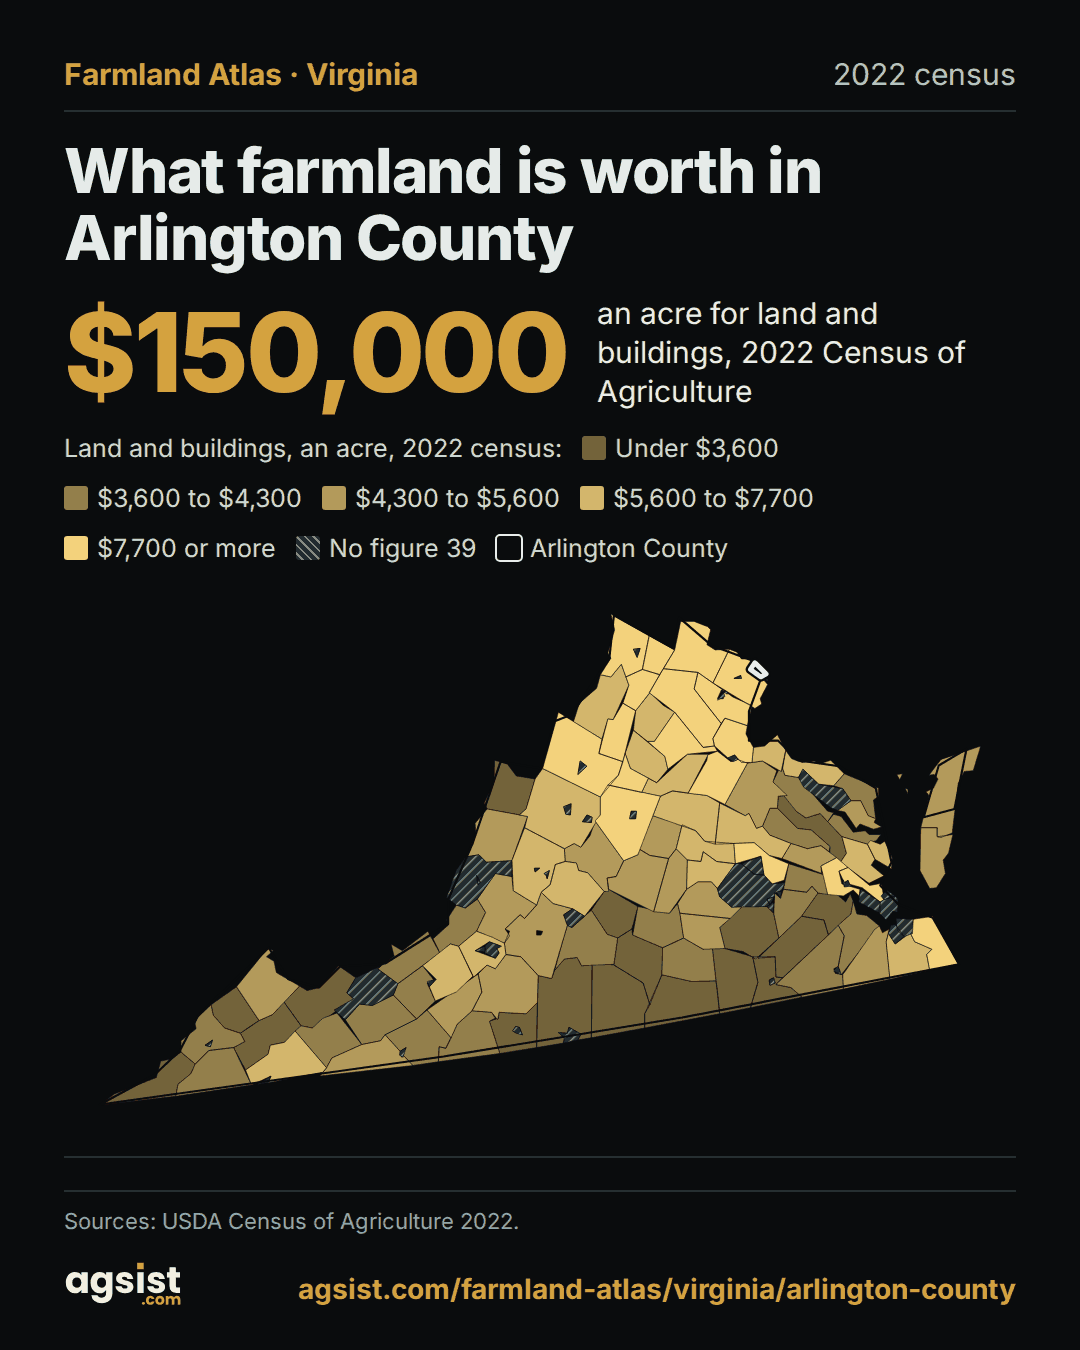 Farmland Atlas · Virginia
2022 census
What farmland is worth in
Arlington County
$150,000
an acre for land and
buildings, 2022 Census of
Agriculture
Land and buildings, an acre, 2022 census: Under $3,600
$3,600 to $4,300 $4,300 to $5,600 $5,600 to $7,700
$7,700 or more No figure 39 Arlington County
Sources: USDA Census of Agriculture 2022.
agsist
.com
agsist.com/farmland-atlas/virginia/arlington-county